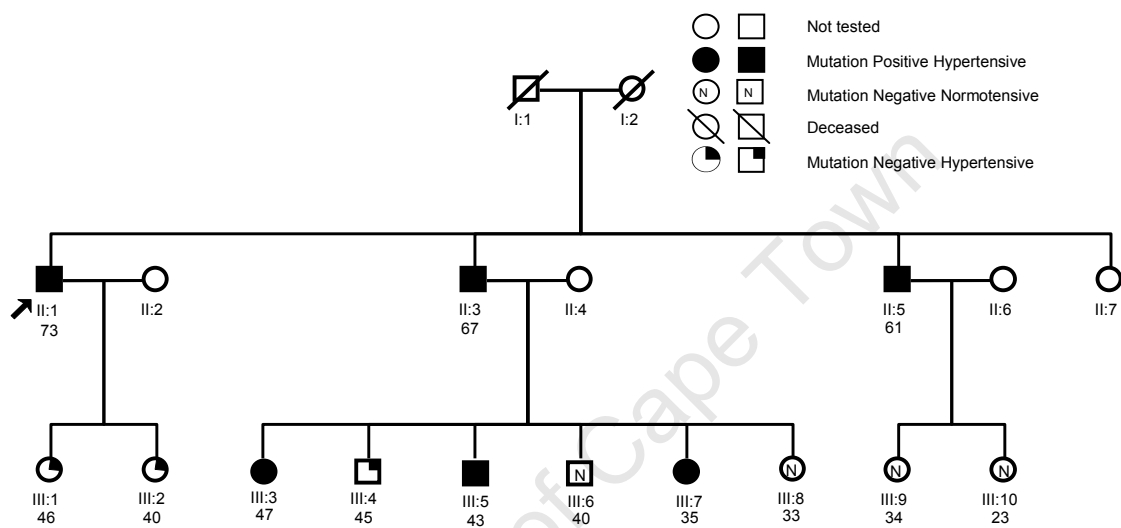 Not tested
Mutation Positive Hypertensive
N N Mutation Negative Normotensive
Deceased
Mutation Negative Hypertensive
I:1 I:2
II:1 II:2 II:3 II:4 II:5 II:6 II:7
73 67 61
N N N N
III:1 III:2 III:3 III:4 III:5 III:6 III:7 III:8 III:9 III:10
46 40 47 45 43 40 35 33 34 23
of Cape Town